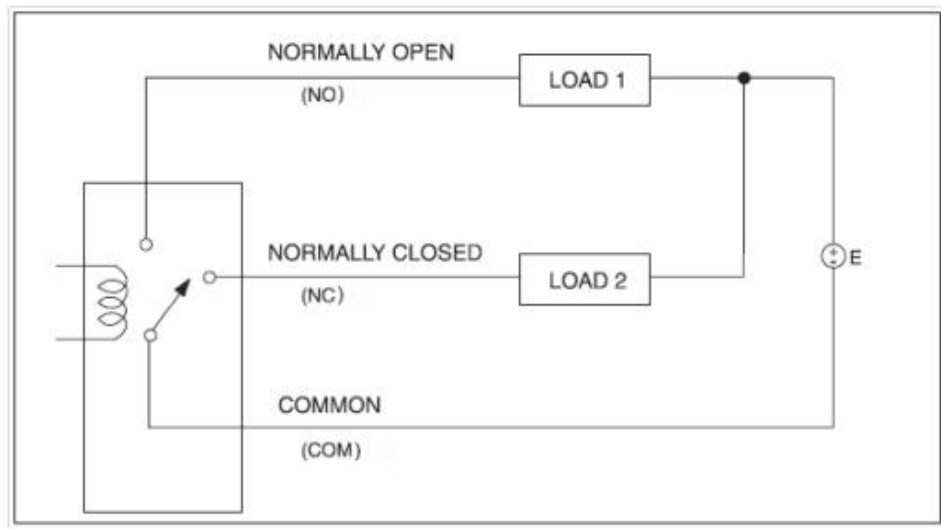 NORMALLY OPEN
(NO)
LOAD 1
NORMALLY CLOSED
(NC)
LOAD 2
E
COMMON
(COM)